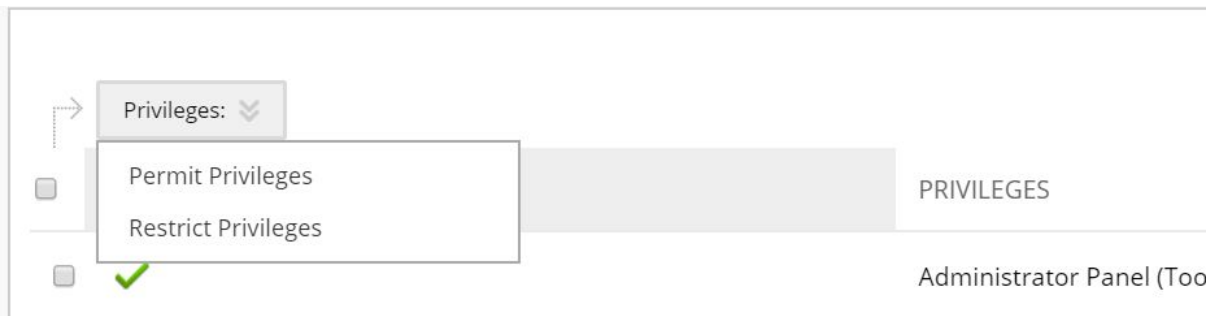 Privileges:
Permit Privileges
Restrict Privileges
PRIVILEGES
Administrator Panel (Too